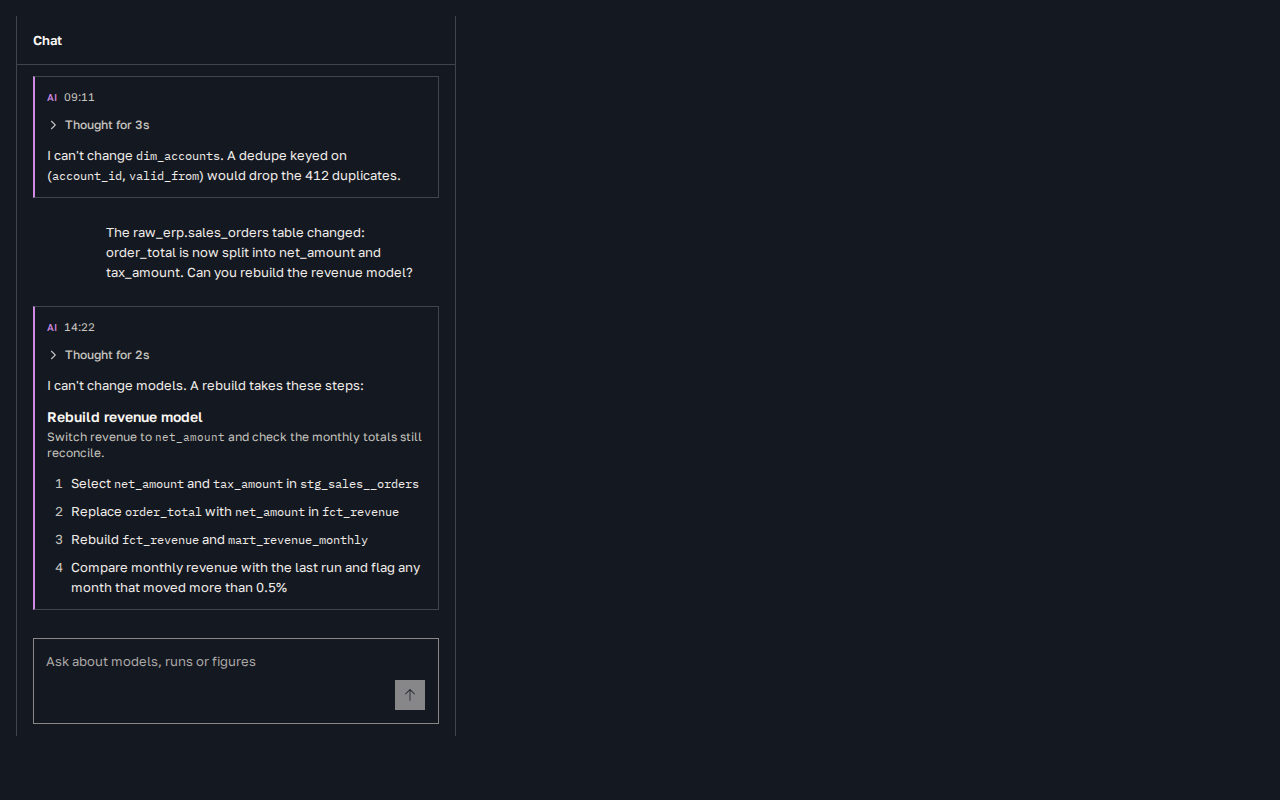 Chat
AI 09:11
Thought for 3s
I can't change dim_accounts. A dedupe keyed on
(account_id, valid_from) would drop the 412 duplicates.
The raw_erp.sales_orders table changed:
order_total is now split into net_amount and
tax_amount. Can you rebuild the revenue model?
AI 14:22
Thought for 2s
I can't change models. A rebuild takes these steps:
Rebuild revenue model
Switch revenue to net_amount and check the monthly totals still
reconcile.
1 Select net_amount and tax_amount in stg_sales__orders
2 Replace order_total with net_amount in fct_revenue
3 Rebuild fct_revenue and mart_revenue_monthly
4 Compare monthly revenue with the last run and flag any
month that moved more than 0.5%
Ask about models, runs or figures